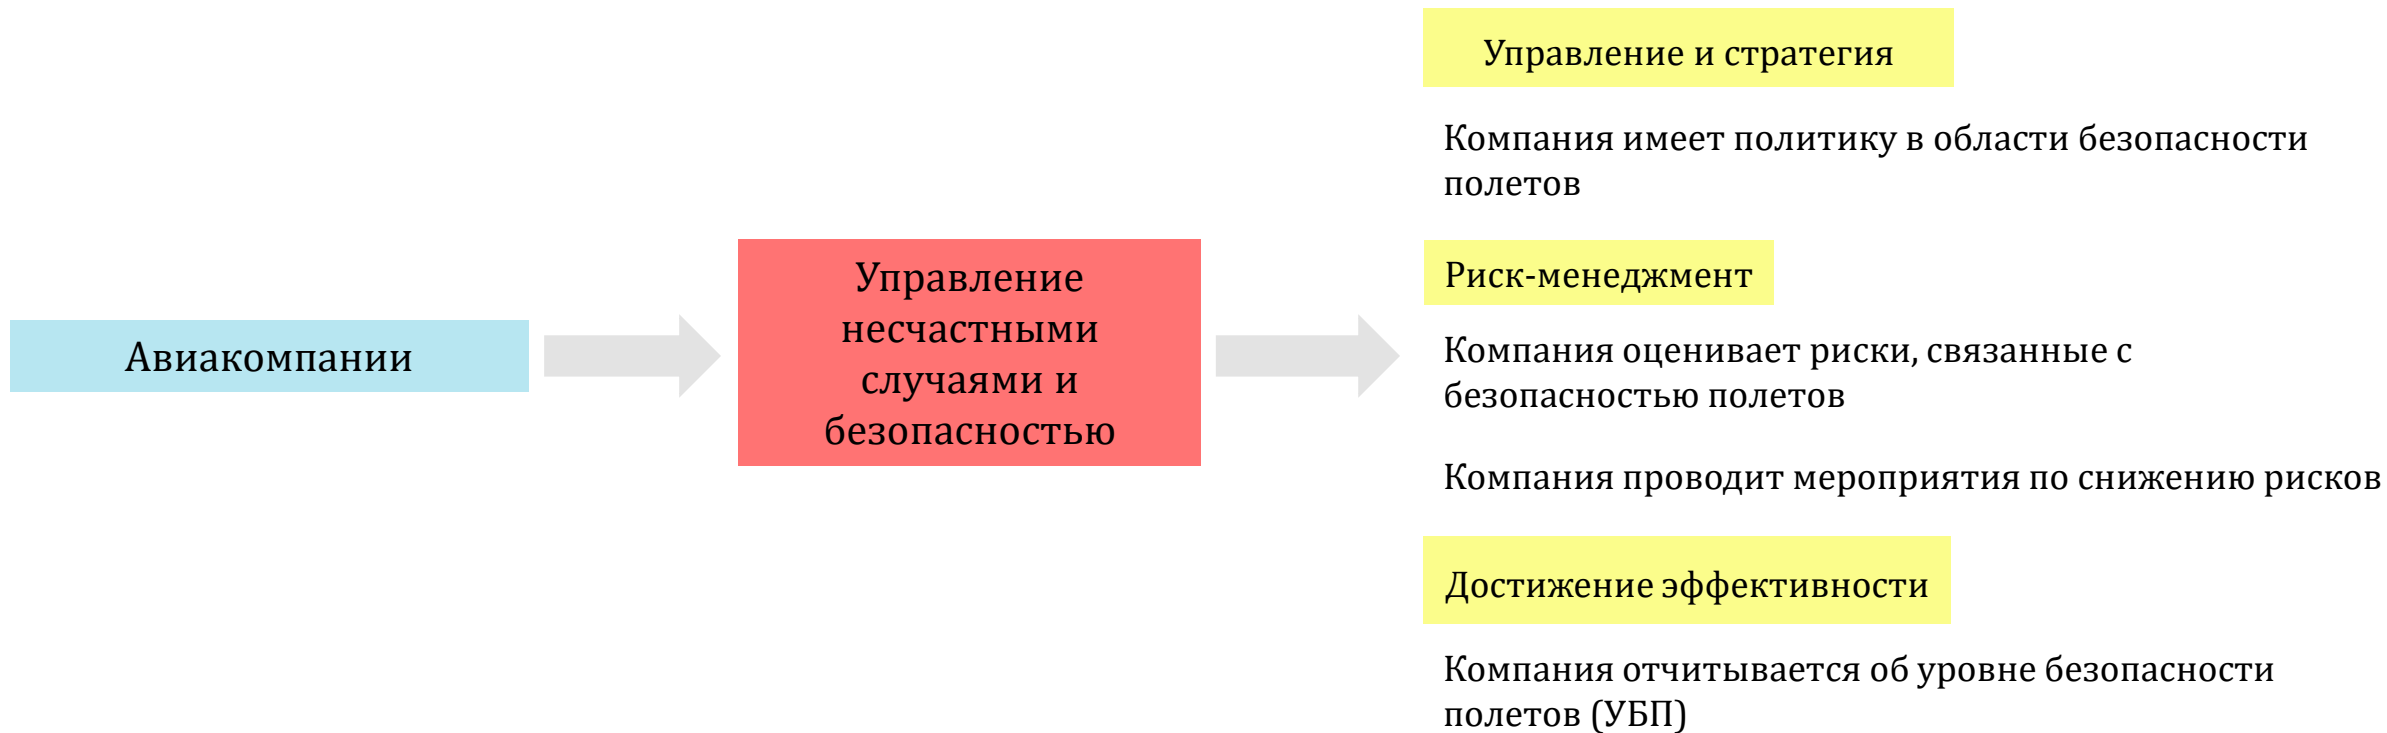 Авиакомпании
Управление
несчастными
случаями и
безопасностью
Управление и стратегия
Компания имеет политику в области безопасности
полетов
Риск-менеджмент
Компания оценивает риски, связанные с
безопасностью полетов
Компания проводит мероприятия по снижению рисков
Достижение эффективности
Компания отчитывается об уровне безопасности
полетов (УБП)